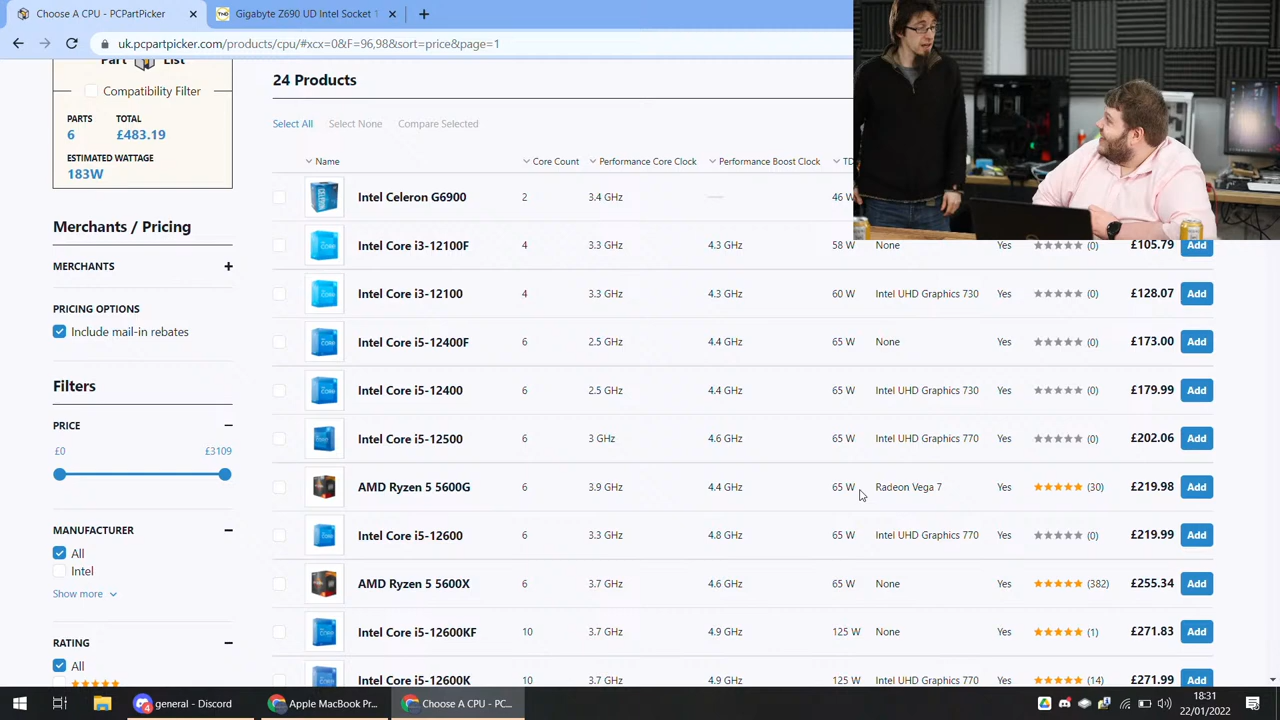 Choose A CPU - PCPartPicker
Gigabyte Z690 UD Intel Socket 1
uk.pcpartpicker.com/products/cpu/#xcx=0&F=96,98&sort=price&page=1
Part List
Compatibility Filter
PARTS TOTAL
6 £483.19
ESTIMATED WATTAGE
183W
Merchants / Pricing
MERCHANTS
PRICING OPTIONS
Include mail-in rebates
Filters
PRICE
£0 £3109
MANUFACTURER
All
Intel
Show more
RATING
All
24 Products
Select All Select None Compare Selected
Name Core Count Performance Core Clock Performance Boost Clock TD
Intel Celeron G6900 2 3.4 GHz 46 W
Intel Core i3-12100F 4 3.3 GHz 4.3 GHz 58 W None Yes (0) £105.79 Add
Intel Core i3-12100 4 3.3 GHz 4.3 GHz 60 W Intel UHD Graphics 730 Yes (0) £128.07 Add
Intel Core i5-12400F 6 2.5 GHz 4.4 GHz 65 W None Yes (0) £173.00 Add
Intel Core i5-12400 6 2.5 GHz 4.4 GHz 65 W Intel UHD Graphics 730 Yes (0) £179.99 Add
Intel Core i5-12500 6 3 GHz 4.6 GHz 65 W Intel UHD Graphics 770 Yes (0) £202.06 Add
AMD Ryzen 5 5600G 6 3.9 GHz 4.4 GHz 65 W Radeon Vega 7 Yes (30) £219.98 Add
Intel Core i5-12600 6 3.3 GHz 4.8 GHz 65 W Intel UHD Graphics 770 Yes (0) £219.99 Add
AMD Ryzen 5 5600X 6 3.7 GHz 4.6 GHz 65 W None Yes (382) £255.34 Add
Intel Core i5-12600KF 10 3.7 GHz 4.9 GHz 125 W None Yes (1) £271.83 Add
Intel Core i5-12600K 10 3.7 GHz 4.9 GHz 125 W Intel UHD Graphics 770 Yes (14) £271.99 Add
general - Discord
Apple MacBook P
Choose A CPU - PC...
18:31
22/01/2022